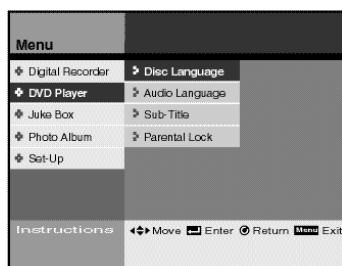 Menu
Digital Recorder
DVD Player
Juke Box
Photo Album
Set-Up
Disc Language
Audio Language
Sub-Title
Parental Lock
Instructions
Move Enter Return Menu Exit